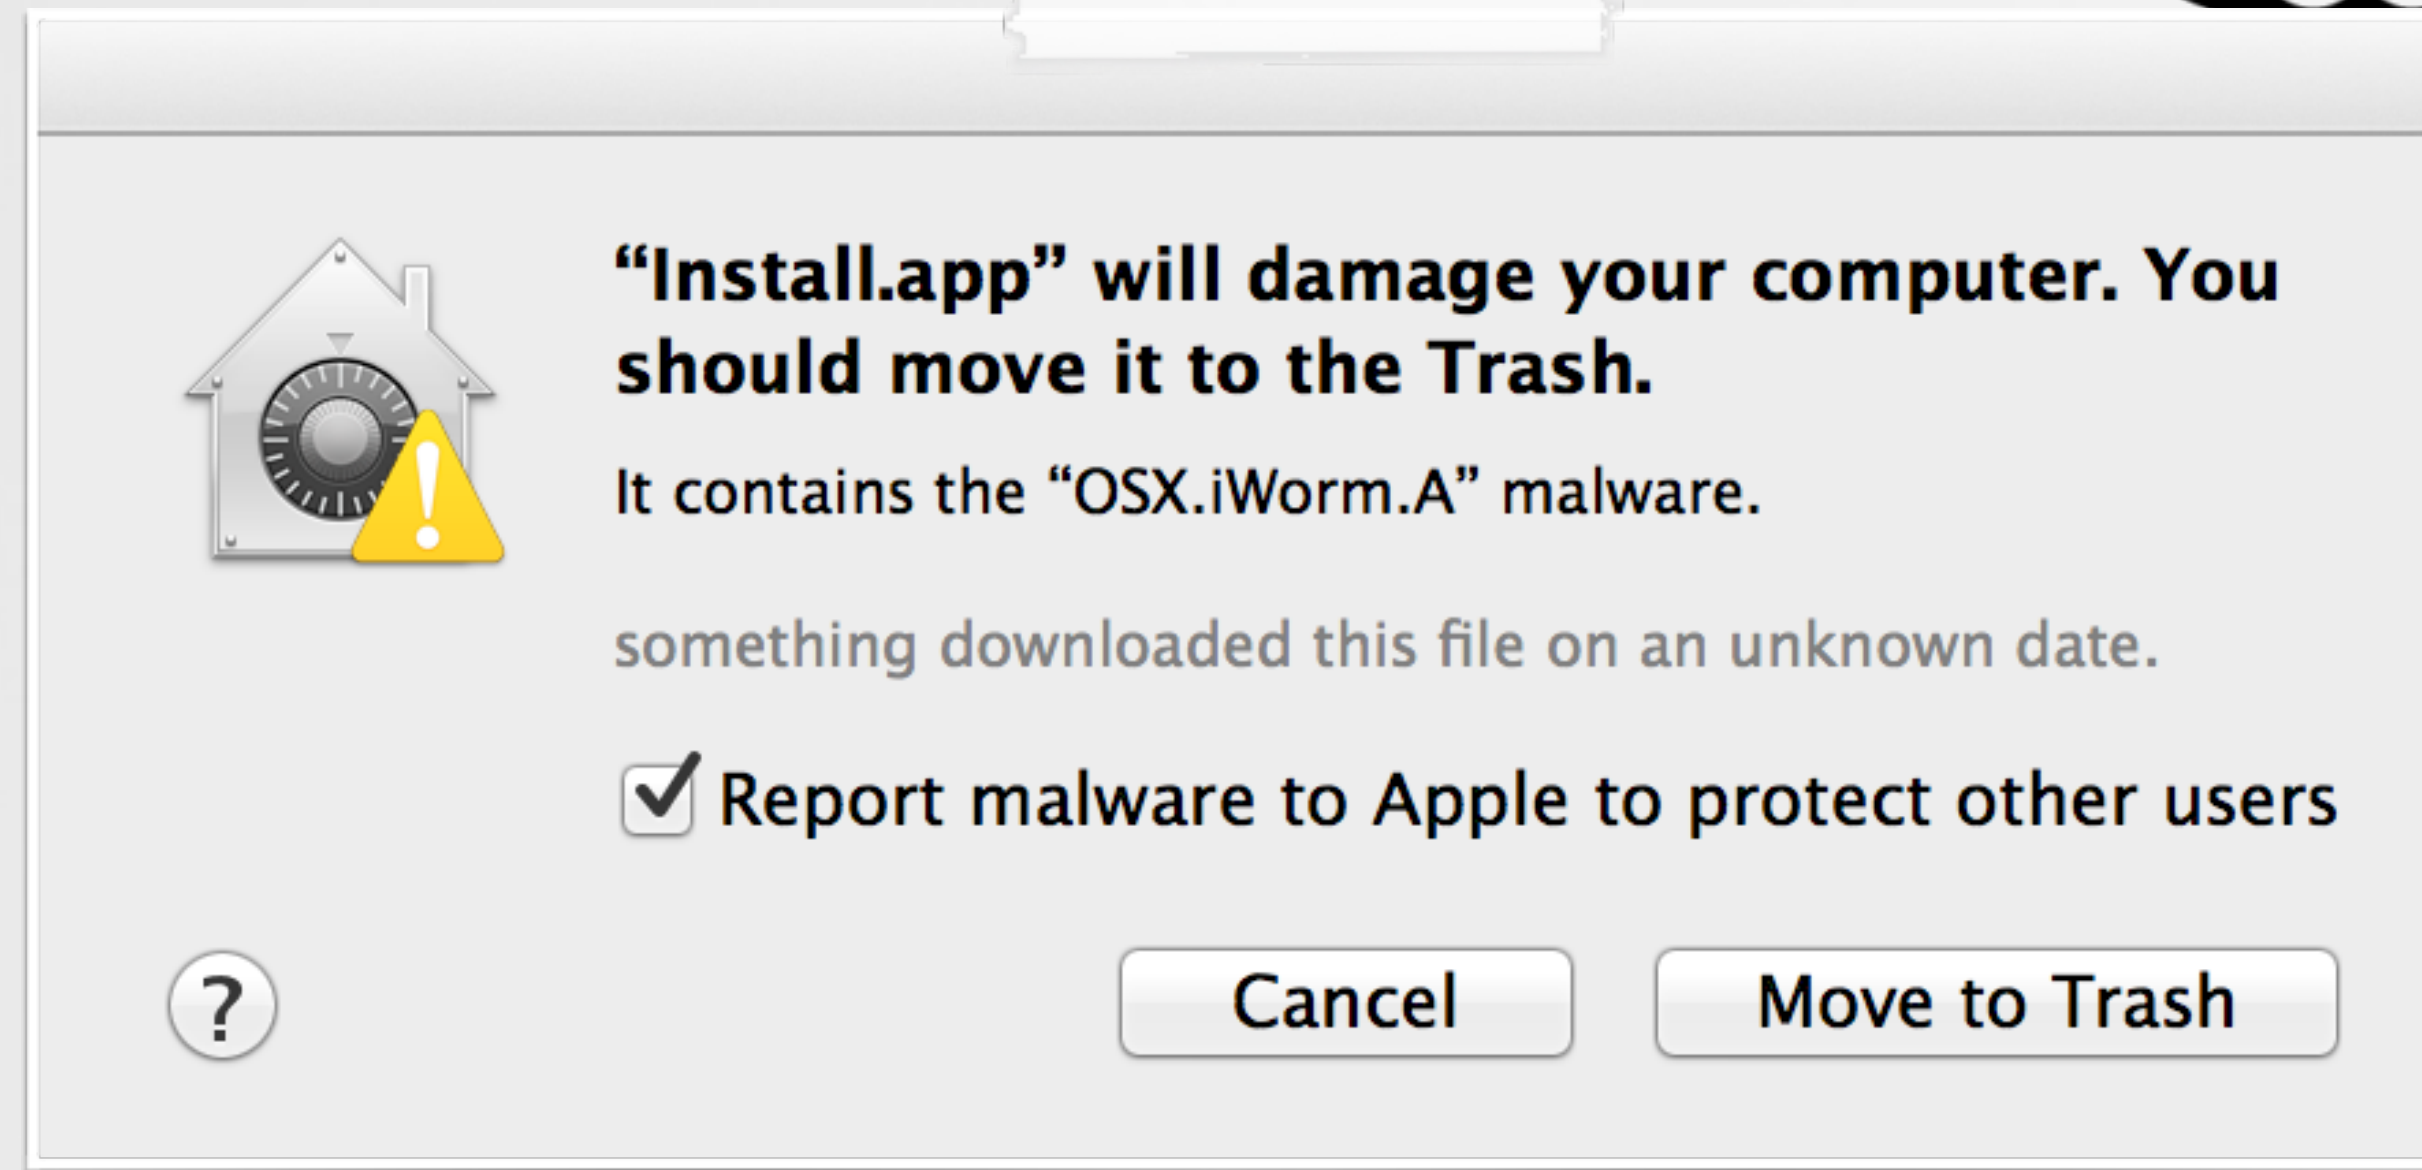 “Install.app” will damage your computer. You
should move it to the Trash.
It contains the “OSX.iWorm.A” malware.
something downloaded this file on an unknown date.
Report malware to Apple to protect other users
?
Cancel
Move to Trash